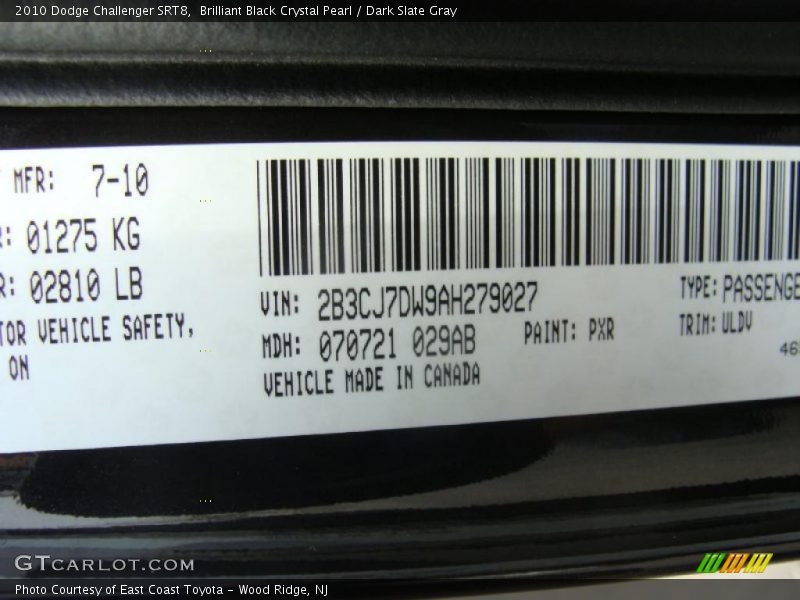 2010 Dodge Challenger SRT8,  Brilliant Black Crystal Pearl / Dark Slate Gray
MFR: 7-10
R: 01275 KG
R: 02810 LB
TOR VEHICLE SAFETY,
ON
VIN: 2B3CJ7DW9AH279027
MDH: 070721 029AB
VEHICLE MADE IN CANADA
PAINT: PXR
TYPE: PASSENGE
TRIM: ULDV
46
GTCARLOT.COM
Photo Courtesy of East Coast Toyota – Wood Ridge, NJ